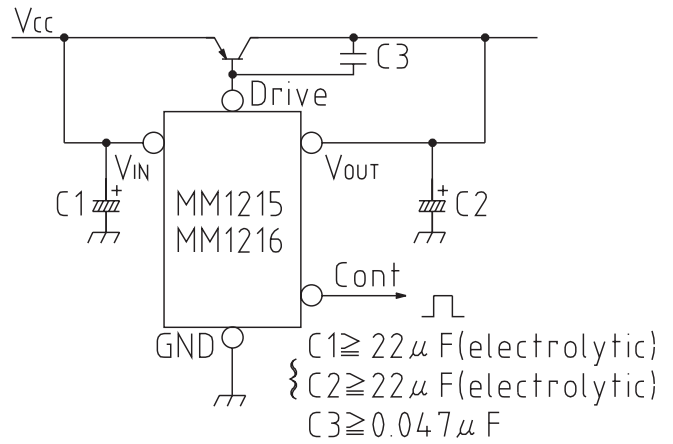 Vcc
C3
Drive
VIN
VOUT
C1 +
+ C2
MM1215
MM1216
Cont
GND
C1≧22μF(electrolytic)
C2≧22μF(electrolytic)
C3≧0.047μF